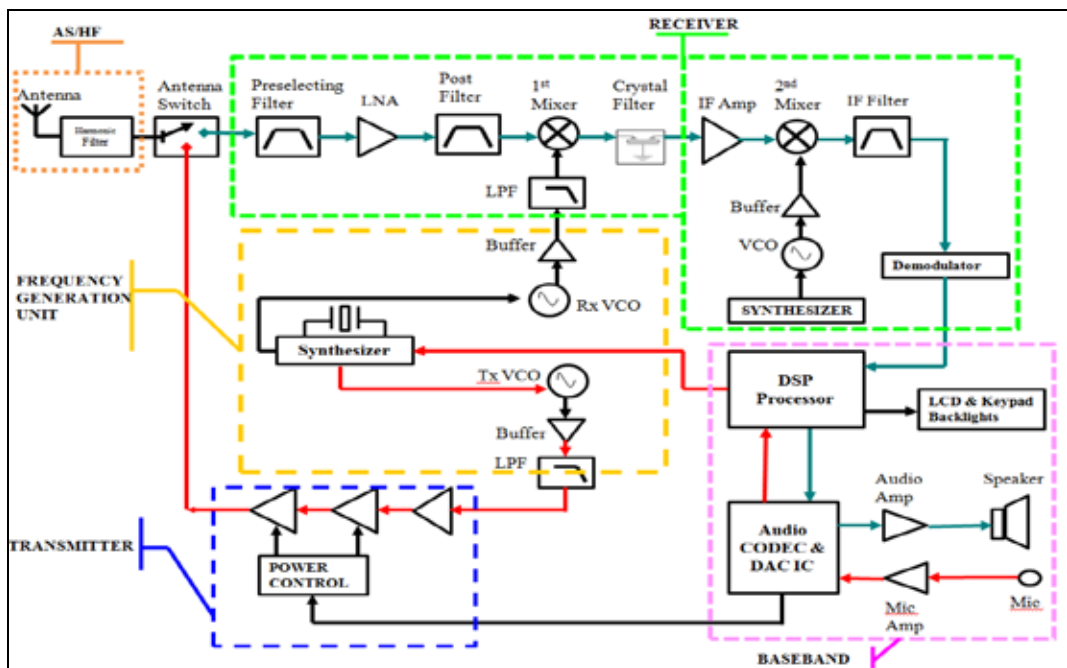 AS/HF
RECEIVER
Antenna
Harmonic
Filter
Antenna
Switch
Preselecting
Filter
LNA
Post
Filter
1st
Mixer
Crystal
Filter
IF Amp
2nd
Mixer
IF Filter
LPF
Buffer
Rx VCO
Buffer
VCO
SYNTHESIZER
Demodulator
FREQUENCY
GENERATION
UNIT
Synthesizer
Tx VCO
Buffer
LPF
DSP
Processor
LCD & Keypad
Backlights
Audio
Amp
Speaker
Audio
CODEC &
DAC IC
Mic
Amp
Mic
TRANSMITTER
POWER
CONTROL
BASEBAND